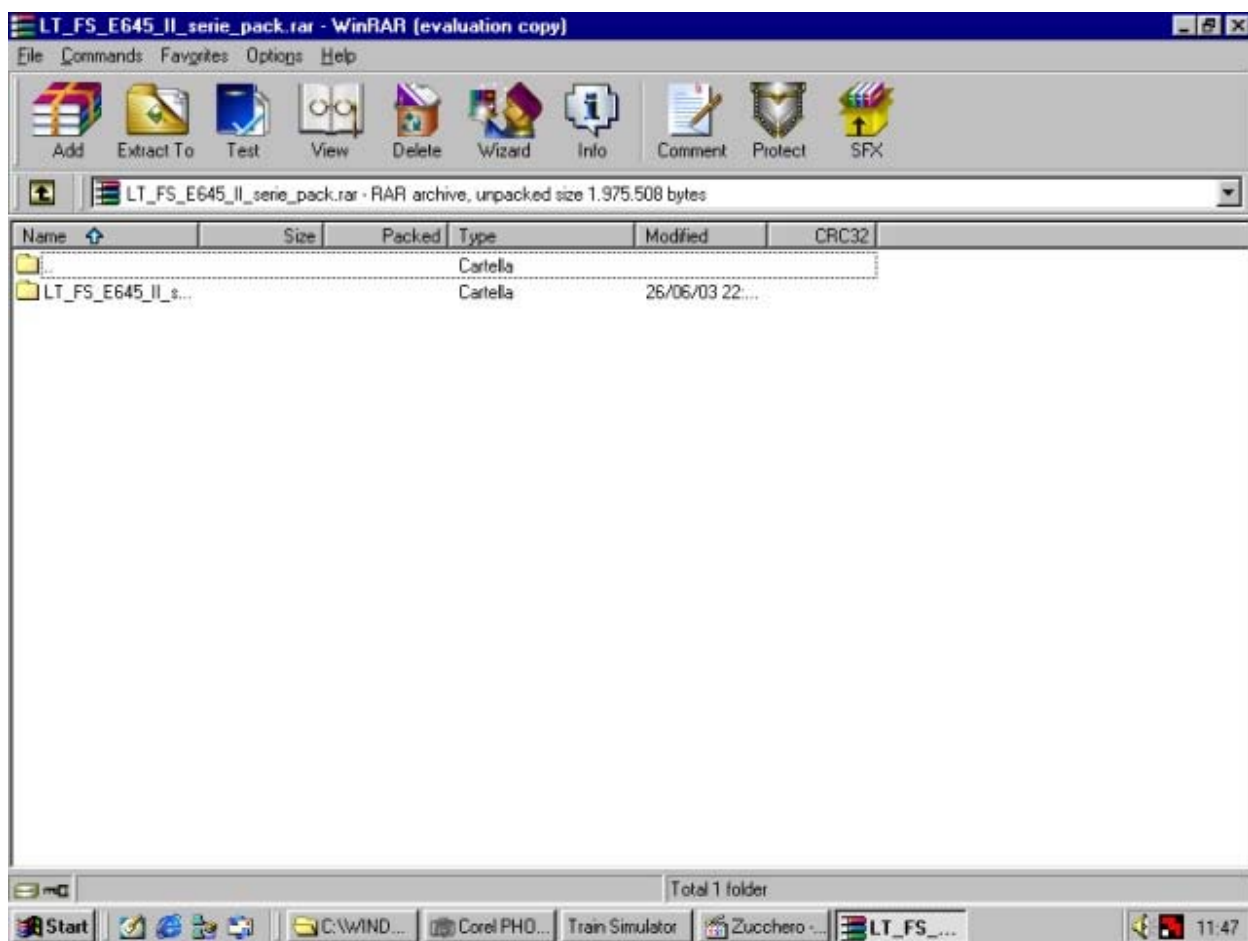 LT_FS_E645_II_serie_pack.rar - WinRAR (evaluation copy)
File Commands Favorites Options Help
Add Extract To Test View Delete Wizard Info Comment Protect SFX
LT_FS_E645_II_serie_pack.rar - RAR archive, unpacked size 1.975.508 bytes
Name Size Packed Type Modified CRC32
.. Cartella
LT_FS_E645_II_s... Cartella 26/06/03 22:...
Total 1 folder
Start C:\WIND... Corel PHO... Train Simulator Zucchero -... LT_FS_... 11:47